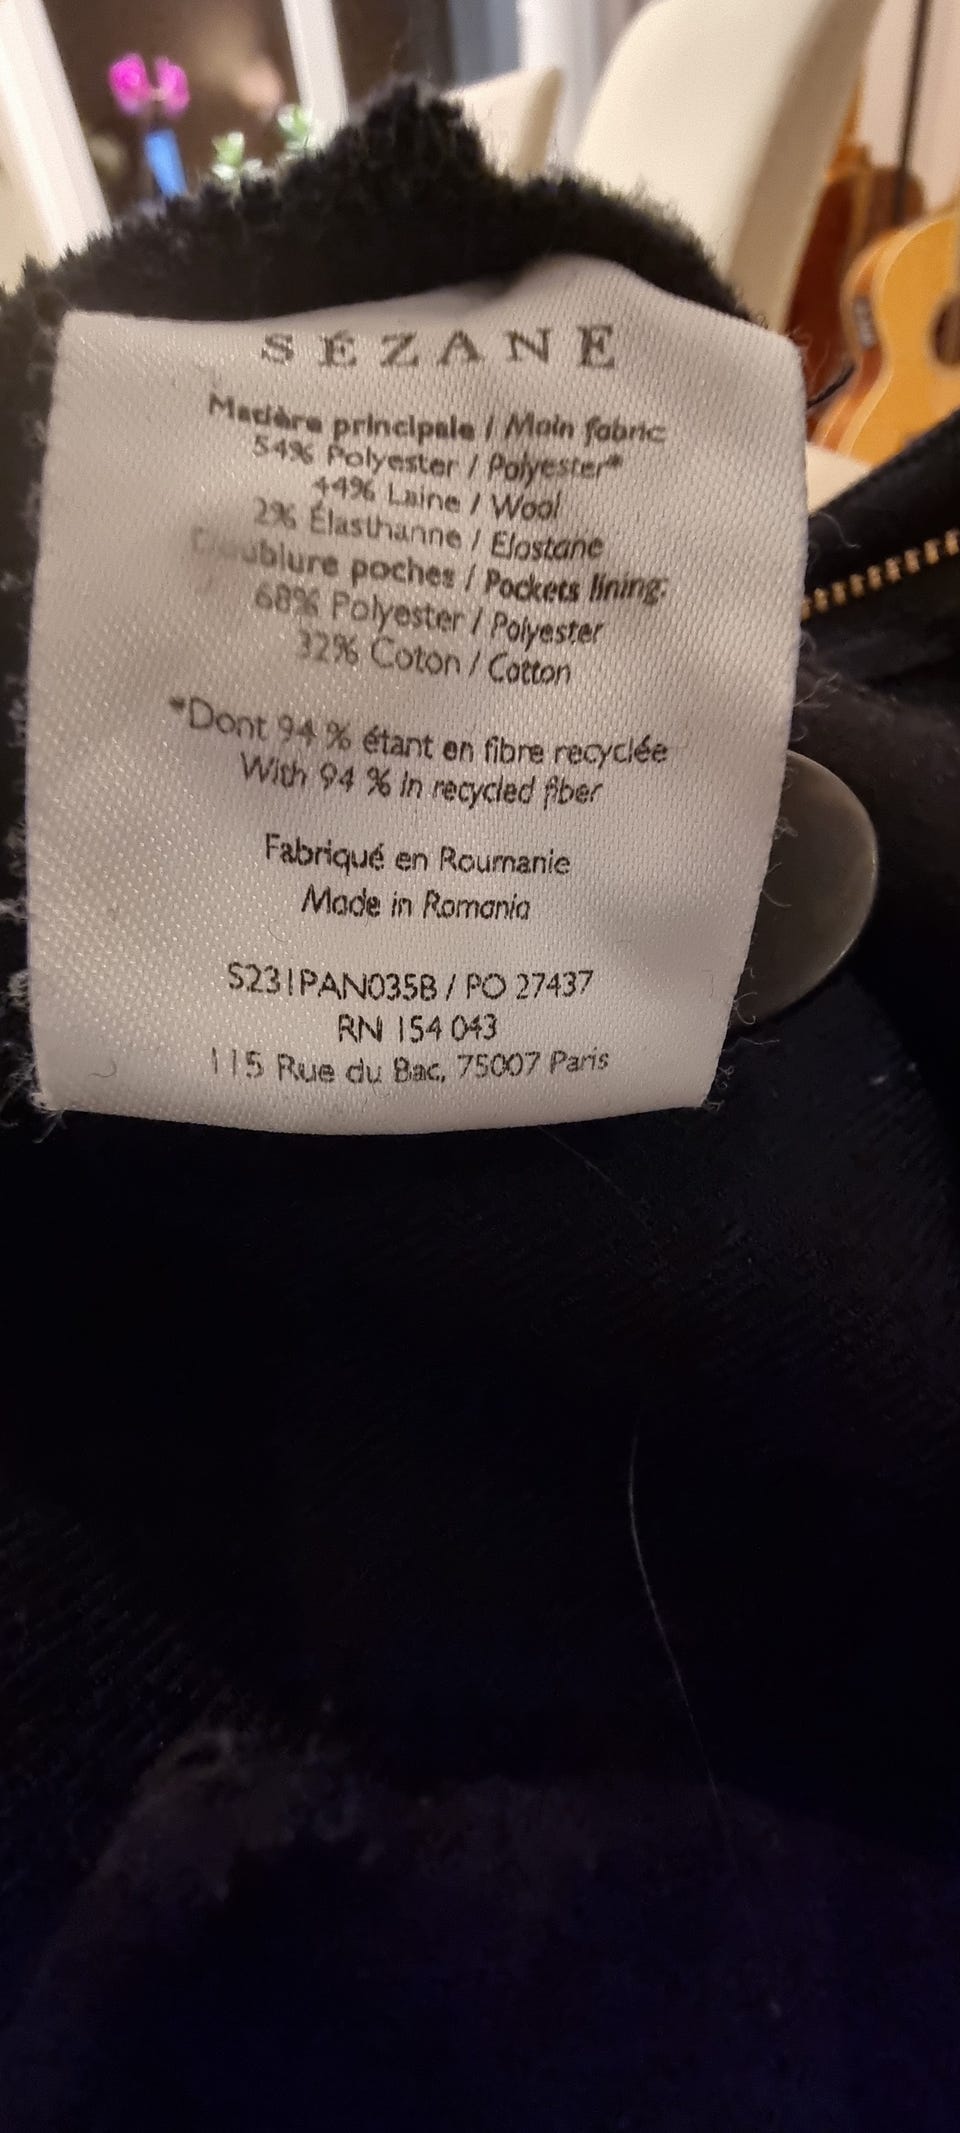 SÉZANE
Matière principale / Main fabric
54% Polyester / Polyester*
44% Laine / Wool
2% Élasthanne / Elastane
Doublure poches / Pockets lining:
68% Polyester / Polyester
32% Coton / Cotton
*Dont 94 % étant en fibre recyclée
With 94 % in recycled fiber
Fabriqué en Roumanie
Made in Romania
S231PAN035B / PO 27437
RN 154 043
115 Rue du Bac, 75007 Paris